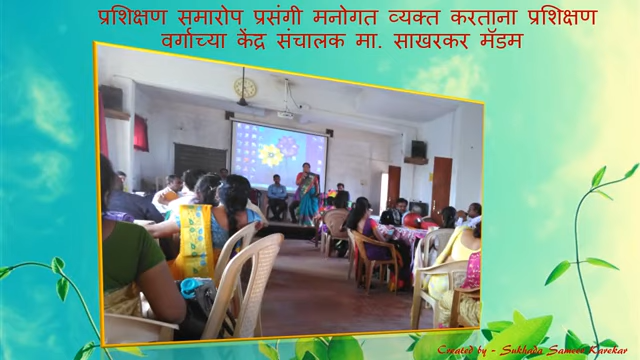 प्रशिक्षण समारोप प्रसंगी मनोगत व्यक्त करताना प्रशिक्षण
वर्गाच्या केंद्र संचालक मा. साखरकर मॅडम
Created by - Sukhada Sameer Karekar